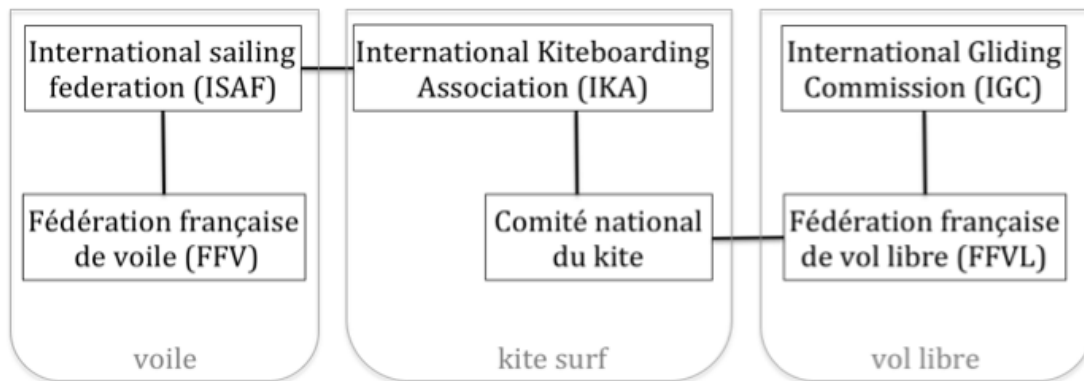 International sailing
federation (ISAF)
International Kiteboarding
Association (IKA)
International Gliding
Commission (IGC)
Fédération française
de voile (FFV)
Comité national
du kite
Fédération française
de vol libre (FFVL)
voile
kite surf
vol libre